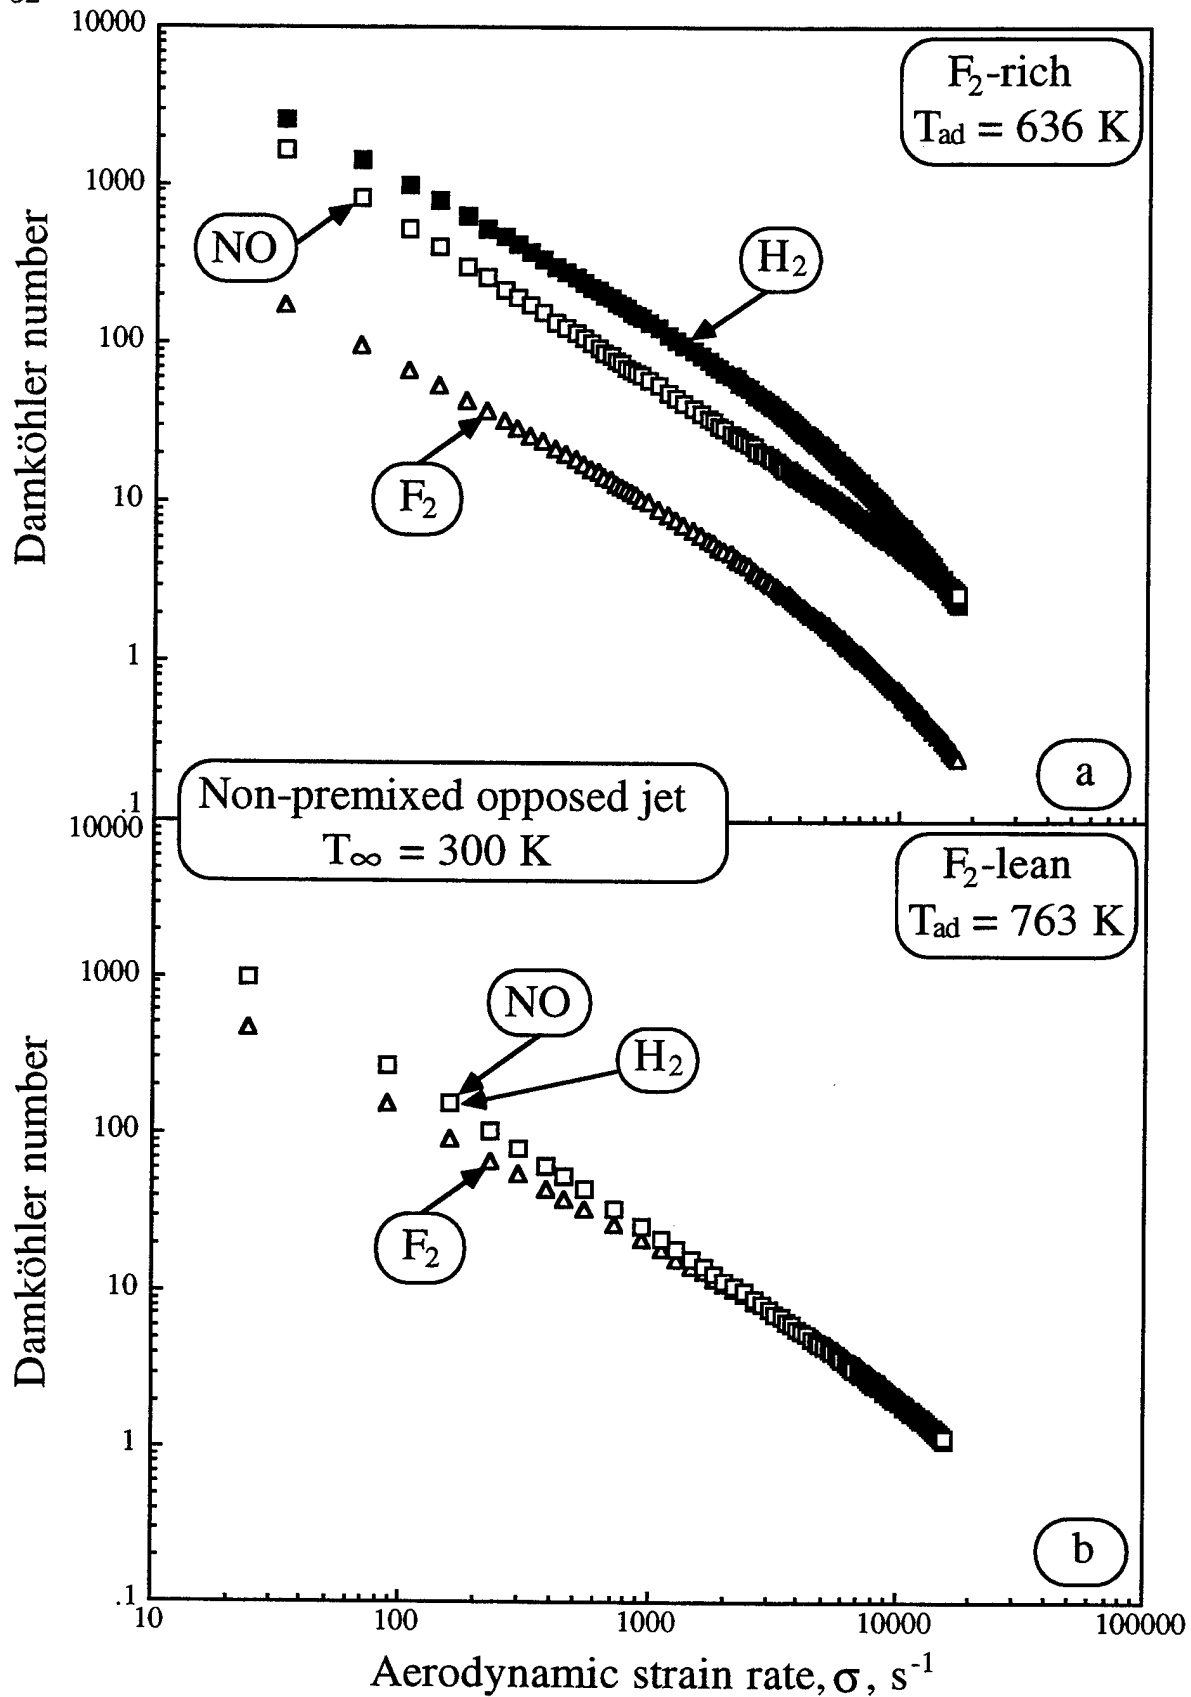 10000
F₂-rich
Tad = 636 K
1000
NO
H₂
100
F₂
10
1
a
.1
Damköhler number
Non-premixed opposed jet
T∞ = 300 K
10000
F₂-lean
Tad = 763 K
1000
NO
H₂
100
F₂
10
1
b
.1
Damköhler number
10 100 1000 10000 100000
Aerodynamic strain rate, σ, s⁻¹